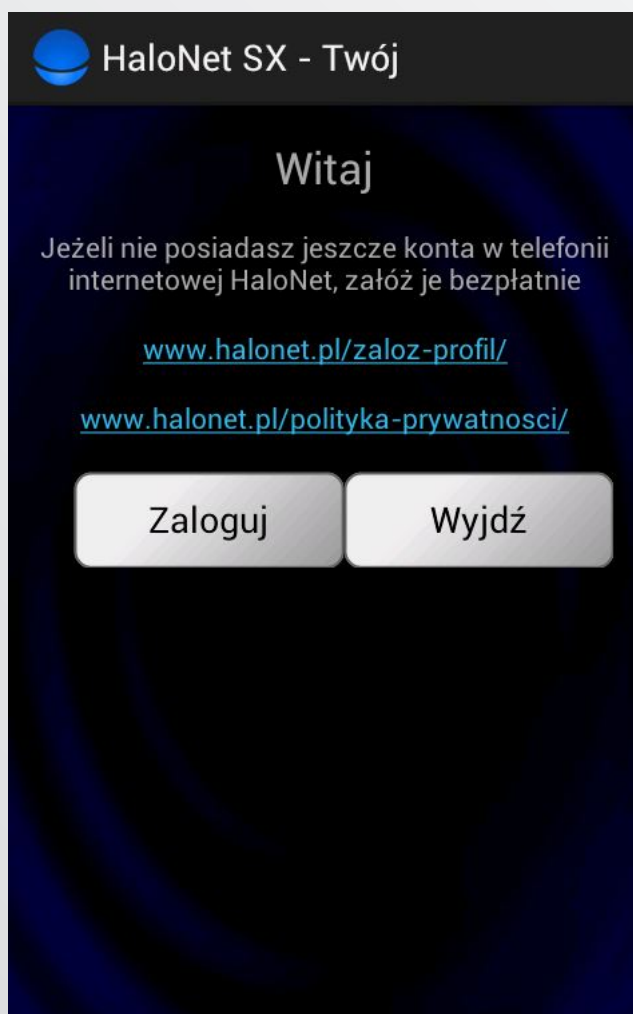 HaloNet SX - Twój
Witaj
Jeżeli nie posiadasz jeszcze konta w telefonii
internetowej HaloNet, załóż je bezpłatnie
www.halonet.pl/zaloz-profil/
www.halonet.pl/polityka-prywatnosci/
Zaloguj Wyjdź